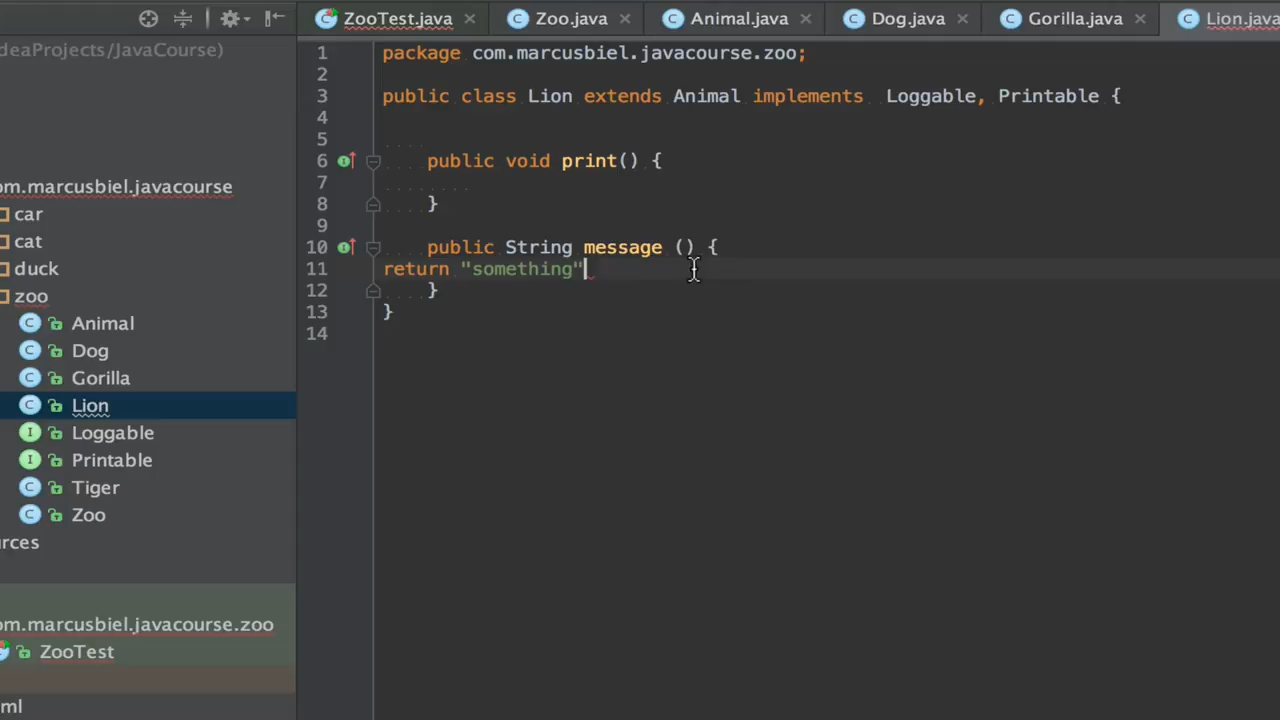 ZooTest.java Zoo.java Animal.java Dog.java Gorilla.java Lion.java
deaProjects/JavaCourse)
1 package com.marcusbiel.javacourse.zoo;
2
3 public class Lion extends Animal implements Loggable, Printable {
4
5
6 public void print() {
7
8 }
9
10 public String message () {
11 return "something"
12 }
13 }
14
om.marcusbiel.javacourse
car
cat
duck
zoo
Animal
Dog
Gorilla
Lion
Loggable
Printable
Tiger
Zoo
urces
om.marcusbiel.javacourse.zoo
ZooTest
ml